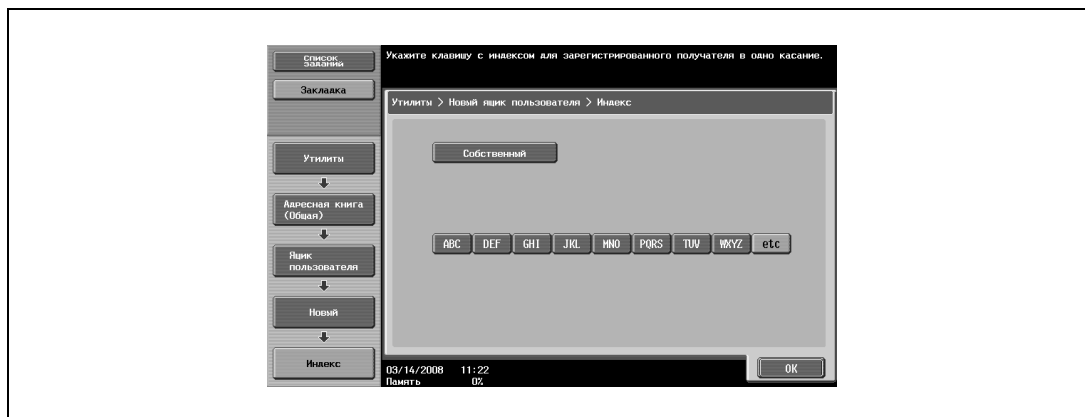 Список
заданий
Укажите клавишу с индексом для зарегистрированного получателя в одно касание.
Закладка
Утилиты > Новый ящик пользователя > Индекс
Собственный
Утилиты
Адресная книга
(Общая)
ABC DEF GHI JKL MNO PQRS TUV WXYZ etc
Ящик
пользователя
Новый
Индекс
03/14/2008 11:22
Память 0%
OK